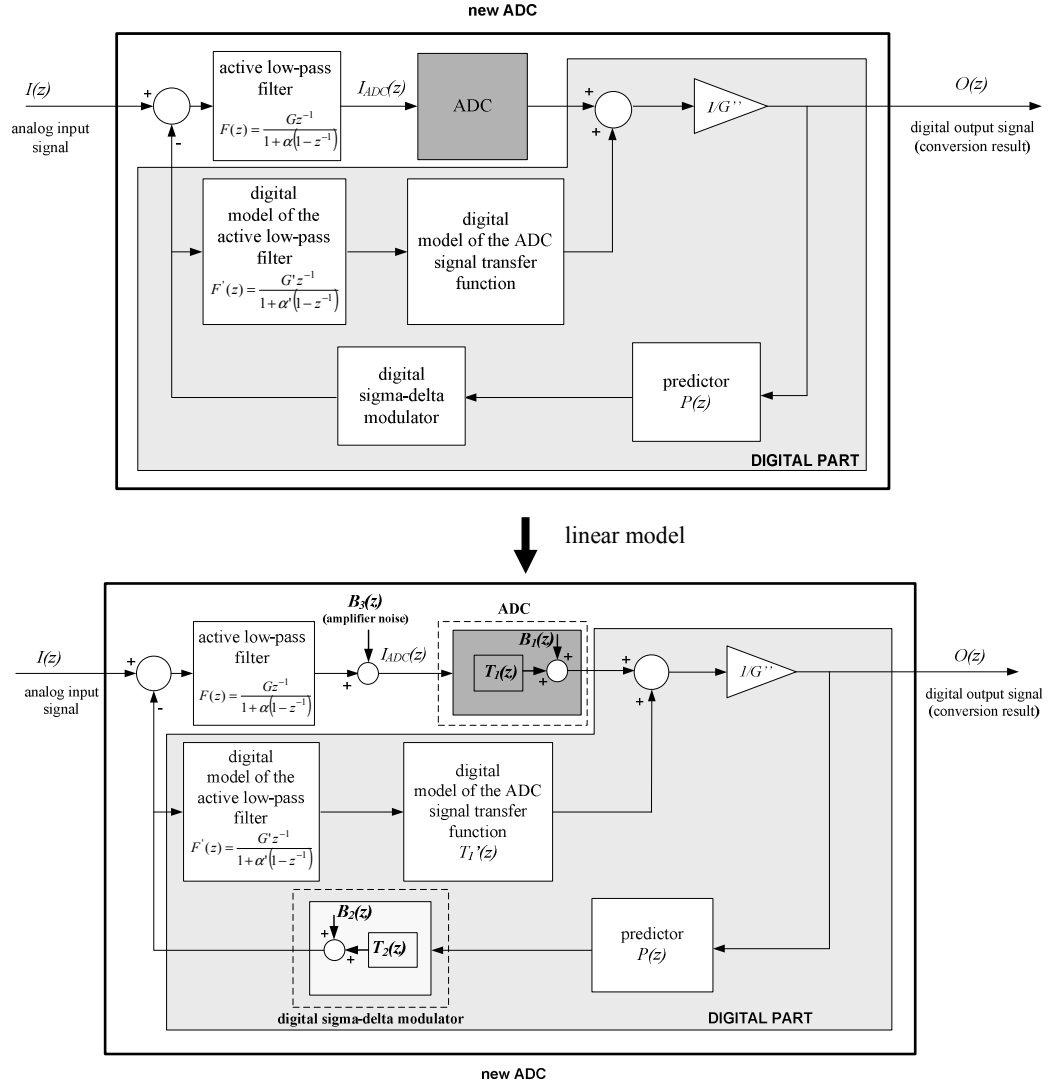 new ADC
I(z)
analog input
signal
+
-
active low-pass
filter
F(z) = Gz⁻¹ / 1+α(1−z⁻¹)
I_ADC(z)
ADC
+
+
1/G’’
O(z)
digital output signal
(conversion result)
digital
model of the
active low-pass
filter
F'(z) = G'z⁻¹ / 1+α'(1−z⁻¹)
digital
model of the ADC
signal transfer
function
digital
sigma-delta
modulator
predictor
P(z)
DIGITAL PART
linear model
I(z)
analog input
signal
+
-
active low-pass
filter
F(z) = Gz⁻¹ / 1+α(1−z⁻¹)
B₃(z)
(amplifier noise)
+
I_ADC(z)
ADC
T₁(z)
B₁(z)
+
+
+
+
1/G’’
O(z)
digital output signal
(conversion result)
digital
model of the
active low-pass
filter
F'(z) = G'z⁻¹ / 1+α'(1−z⁻¹)
digital
model of the ADC
signal transfer
function
T₁’(z)
B₂(z)
+
+
T₂(z)
digital sigma-delta modulator
predictor
P(z)
DIGITAL PART
new ADC